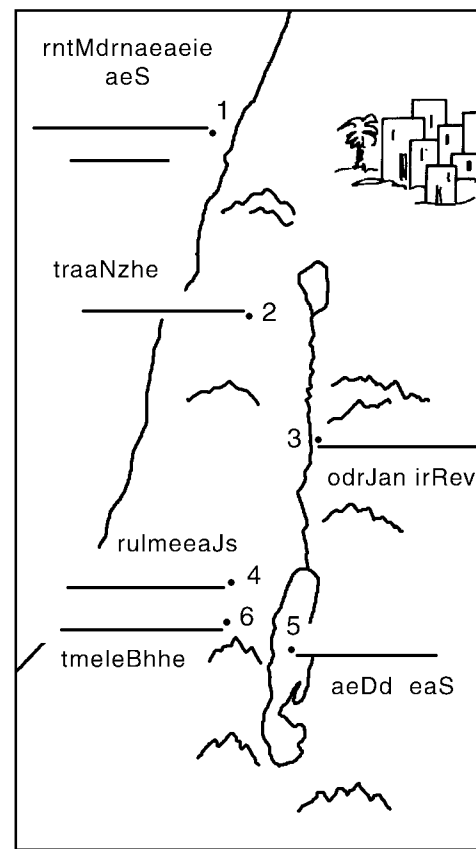 rntMdrnaeaeie
aeS
1
traaNzhe
2
3
odrJan irRev
rulmeeaJs
4
6
5
tmeleBhhe
aeDd eaS